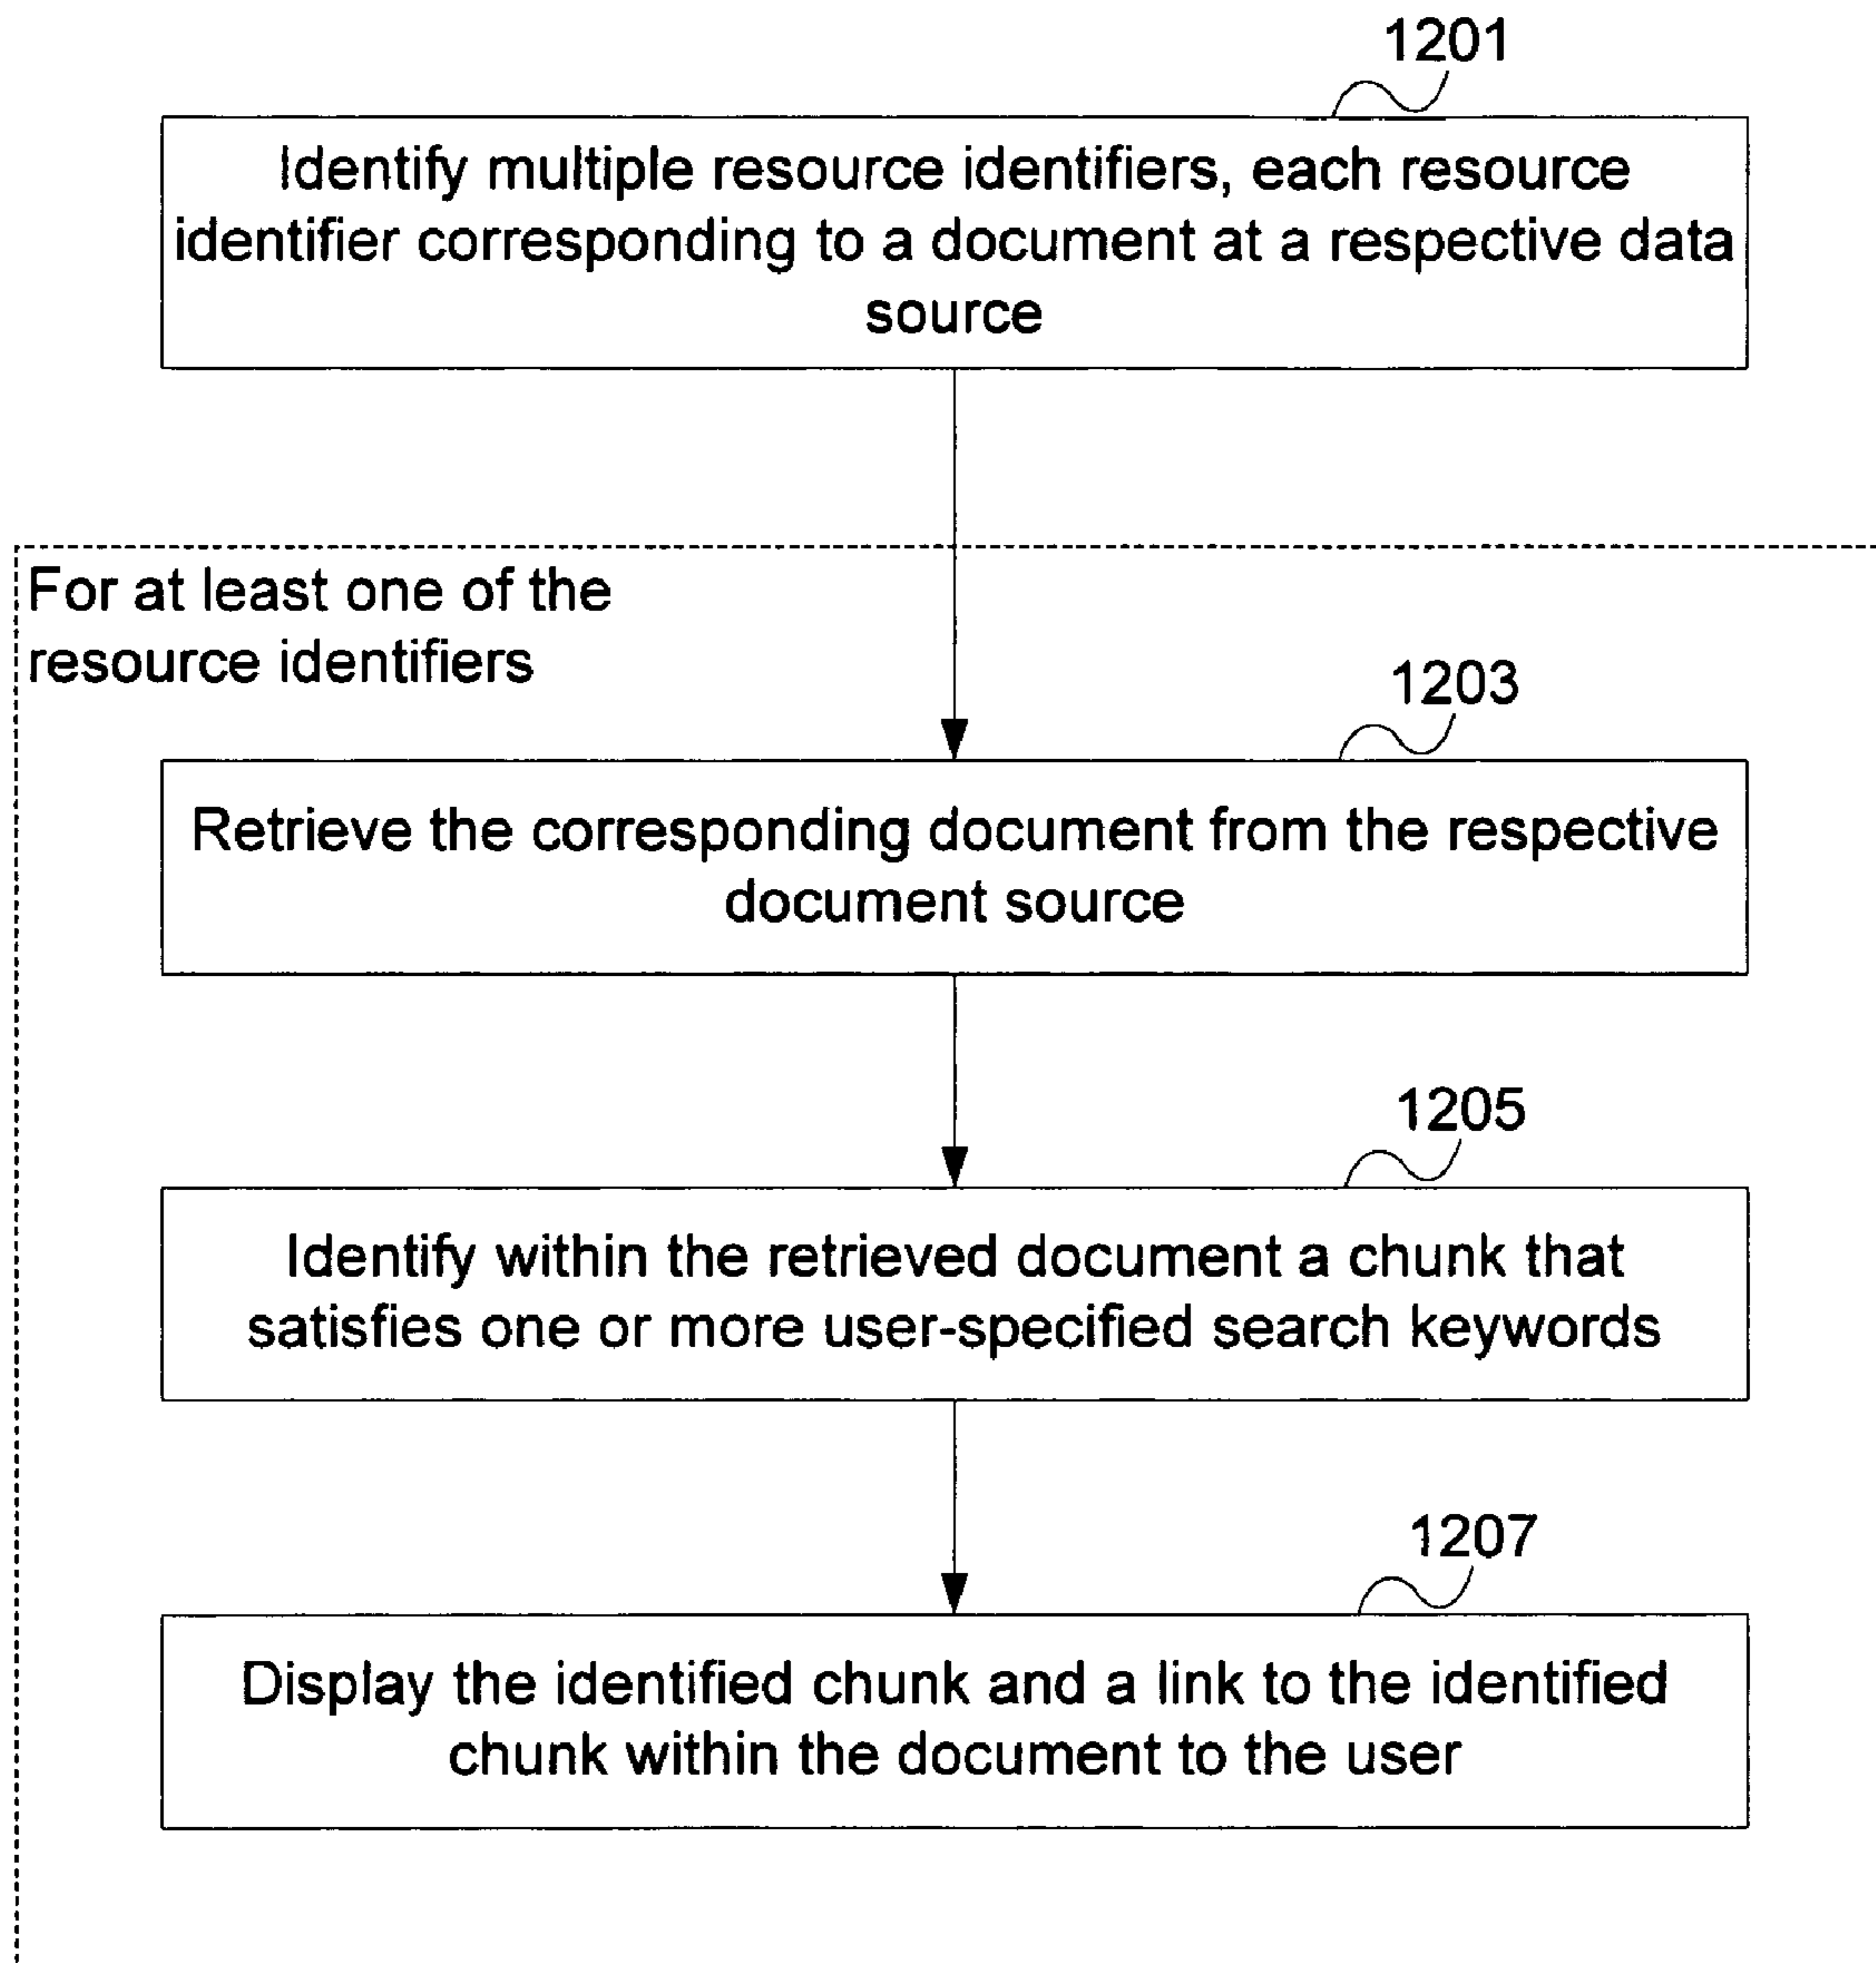 1201
Identify multiple resource identifiers, each resource
identifier corresponding to a document at a respective data
source
For at least one of the
resource identifiers
1203
Retrieve the corresponding document from the respective
document source
1205
Identify within the retrieved document a chunk that
satisfies one or more user-specified search keywords
1207
Display the identified chunk and a link to the identified
chunk within the document to the user